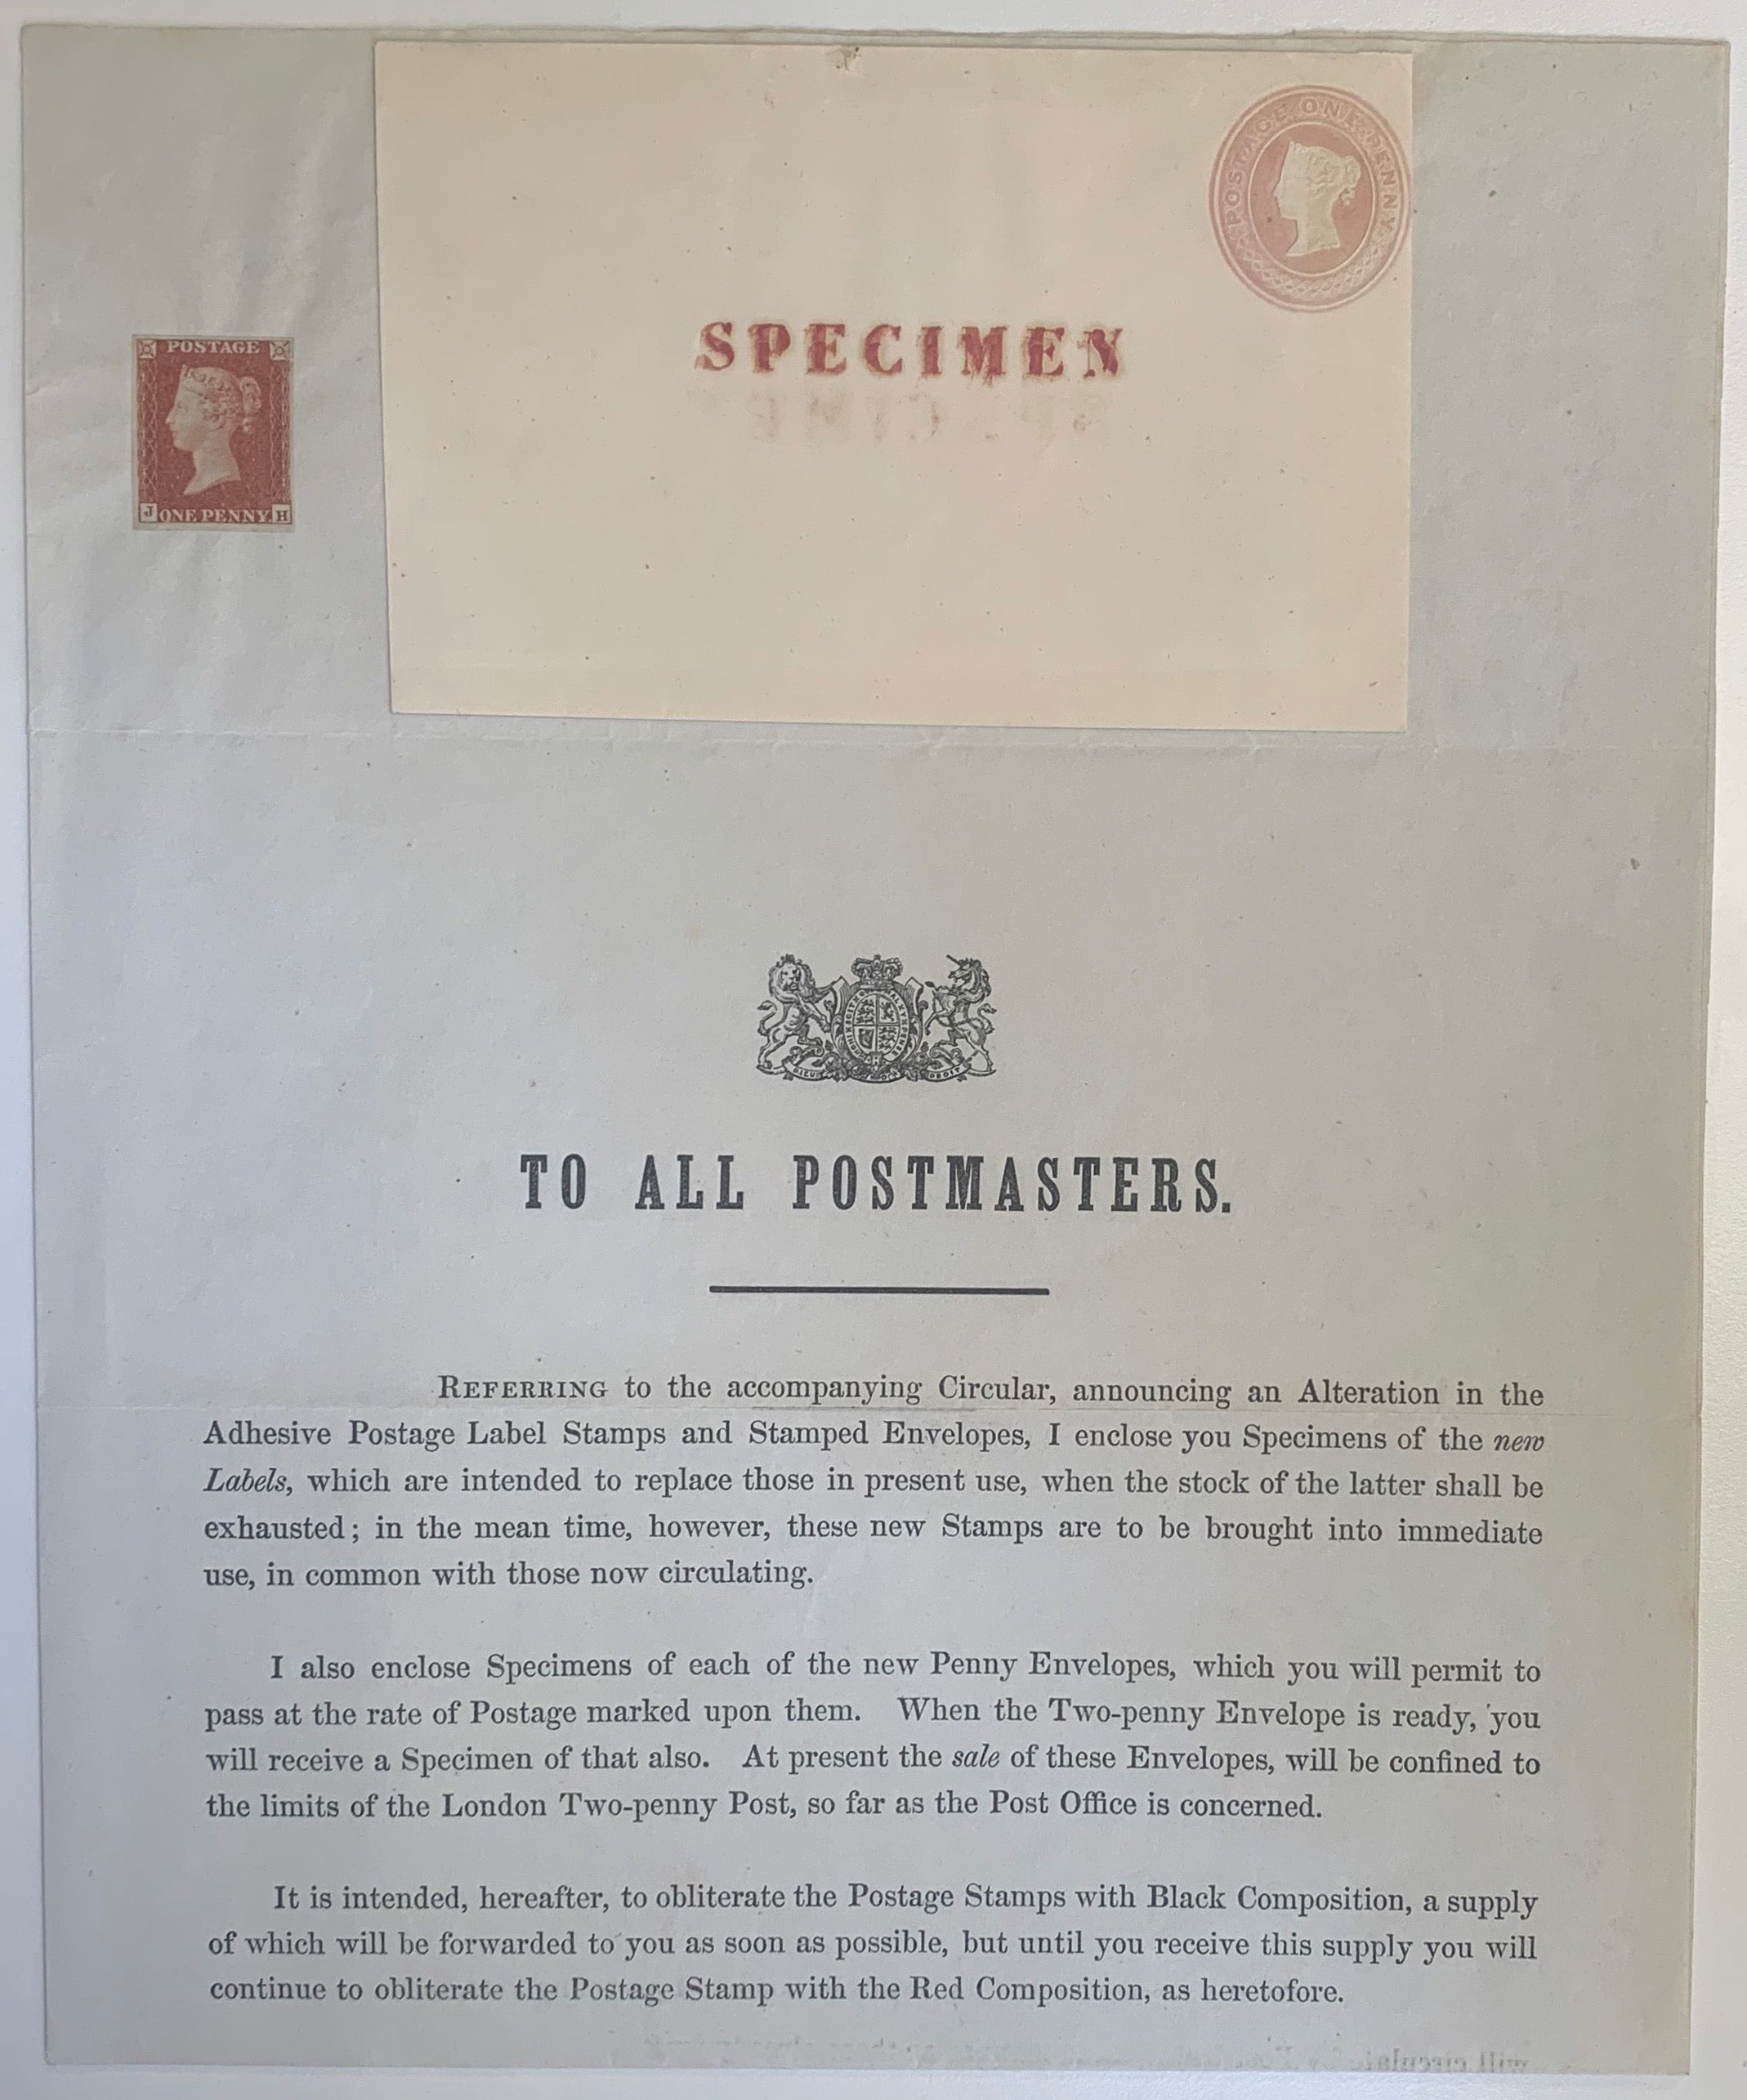 POSTAGE ONE PENNY
SPECIMEN
POSTAGE
J ONE PENNY H
DIEU ET MON DROIT
TO ALL POSTMASTERS.
REFERRING to the accompanying Circular, announcing an Alteration in the
Adhesive Postage Label Stamps and Stamped Envelopes, I enclose you Specimens of the new
Labels, which are intended to replace those in present use, when the stock of the latter shall be
exhausted; in the mean time, however, these new Stamps are to be brought into immediate
use, in common with those now circulating.
I also enclose Specimens of each of the new Penny Envelopes, which you will permit to
pass at the rate of Postage marked upon them. When the Two-penny Envelope is ready, you
will receive a Specimen of that also. At present the sale of these Envelopes, will be confined to
the limits of the London Two-penny Post, so far as the Post Office is concerned.
It is intended, hereafter, to obliterate the Postage Stamps with Black Composition, a supply
of which will be forwarded to you as soon as possible, but until you receive this supply you will
continue to obliterate the Postage Stamp with the Red Composition, as heretofore.